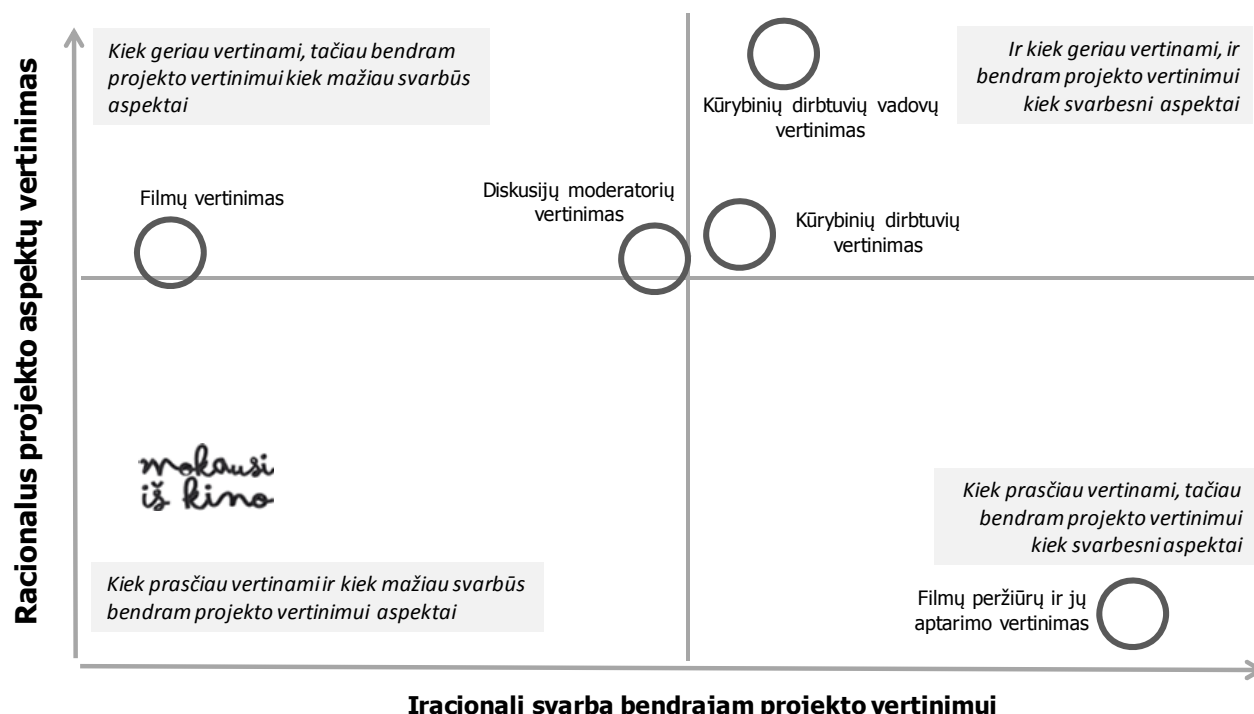 Racionalus projekto aspektų vertinimas
Kiek geriau vertinami, tačiau bendram
projekto vertinimui kiek mažiau svarbūs
aspektai
Ir kiek geriau vertinami, ir
bendram projekto vertinimui
kiek svarbesni aspektai
Kūrybinių dirbtuvių vadovų
vertinimas
Filmų vertinimas
Diskusijų moderatorių
vertinimas
Kūrybinių dirbtuvių
vertinimas
mokausi
iš kino
Kiek prasčiau vertinami, tačiau
bendram projekto vertinimui
kiek svarbesni aspektai
Kiek prasčiau vertinami ir kiek mažiau svarbūs
bendram projekto vertinimui aspektai
Filmų peržiūrų ir jų
aptarimo vertinimas
Iracionali svarba bendrajam projekto vertinimui